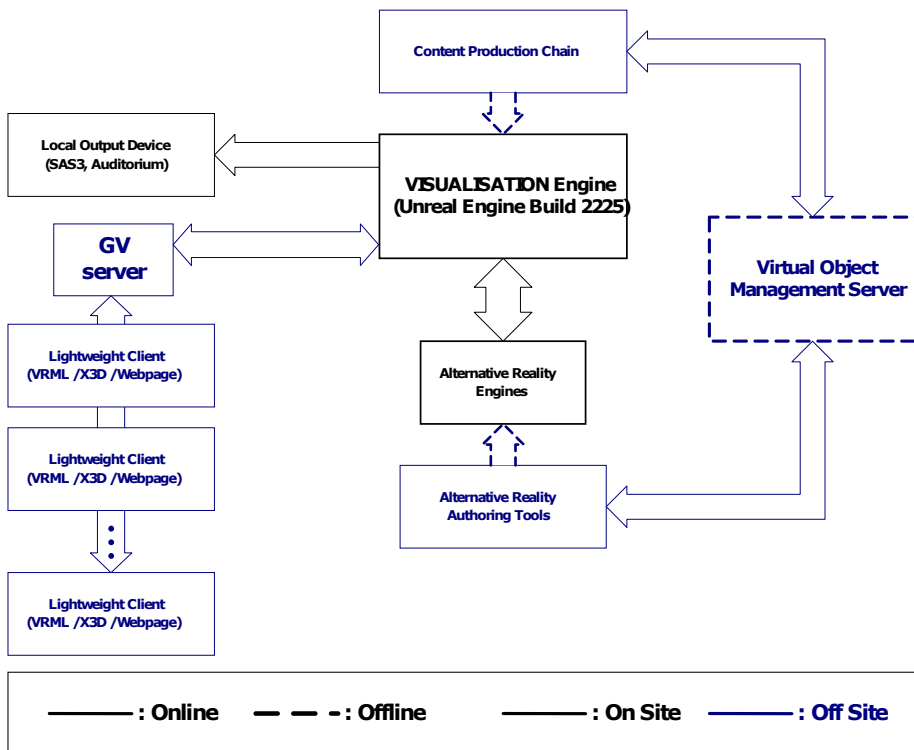 Content Production Chain
Local Output Device
(SAS3, Auditorium)
VISUALISATION Engine
(Unreal Engine Build 2225)
GV
server
Virtual Object
Management Server
Lightweight Client
(VRML /X3D /Webpage)
Alternative Reality
Engines
Lightweight Client
(VRML /X3D /Webpage)
Alternative Reality
Authoring Tools
Lightweight Client
(VRML /X3D /Webpage)
: Online : Offline : On Site : Off Site